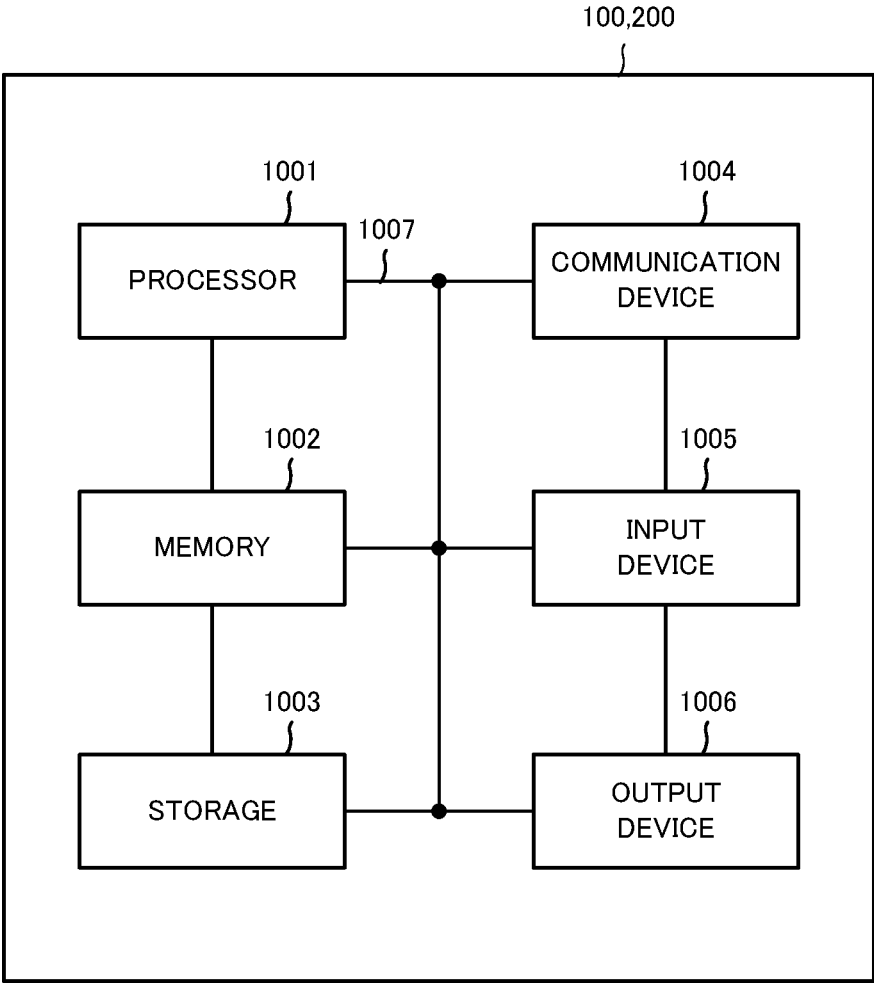 100,200
1001
1004
1007
PROCESSOR
COMMUNICATION
DEVICE
1002
1005
MEMORY
INPUT
DEVICE
1003
1006
STORAGE
OUTPUT
DEVICE